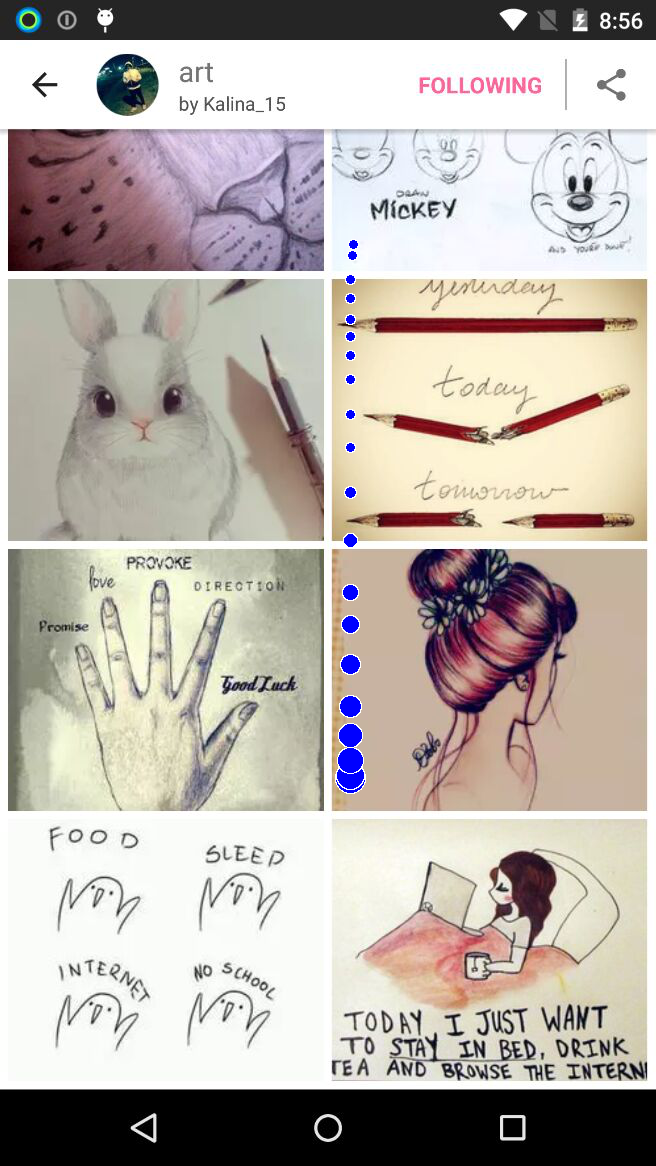 8:56
art
by Kalina_15
FOLLOWING
DRAW
MICKEY
AND YOU'RE DONE!
yesterday
today
tomorrow
PROVOKE
love
DIRECTION
Promise
Good Luck
FOOD
SLEEP
INTERNET
NO SCHOOL
TODAY I JUST WANT
TO STAY IN BED, DRINK
TEA AND BROWSE THE INTERN